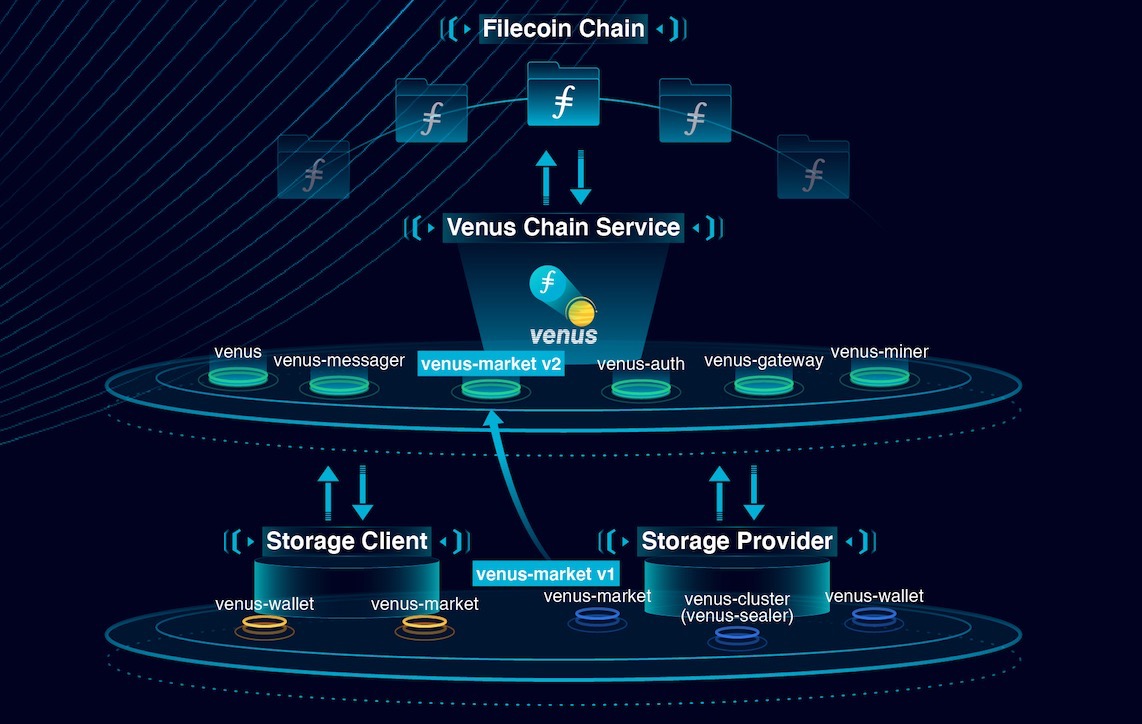 Filecoin Chain
Venus Chain Service
venus
venus
venus-messager
venus-market v2
venus-auth
venus-gateway
venus-miner
Storage Client
Storage Provider
venus-market v1
venus-wallet
venus-market
venus-market
venus-cluster
(venus-sealer)
venus-wallet